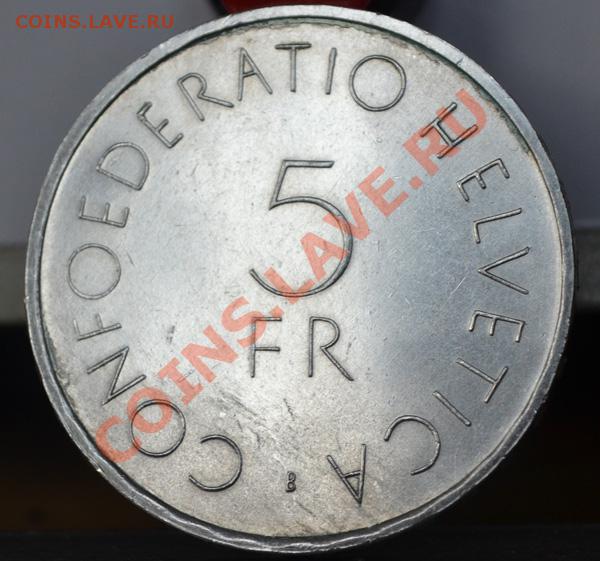 COINS.LAVE.RU
CONFOEDERATIO HELVETICA
5
FR
B
COINS.LAVE.RU